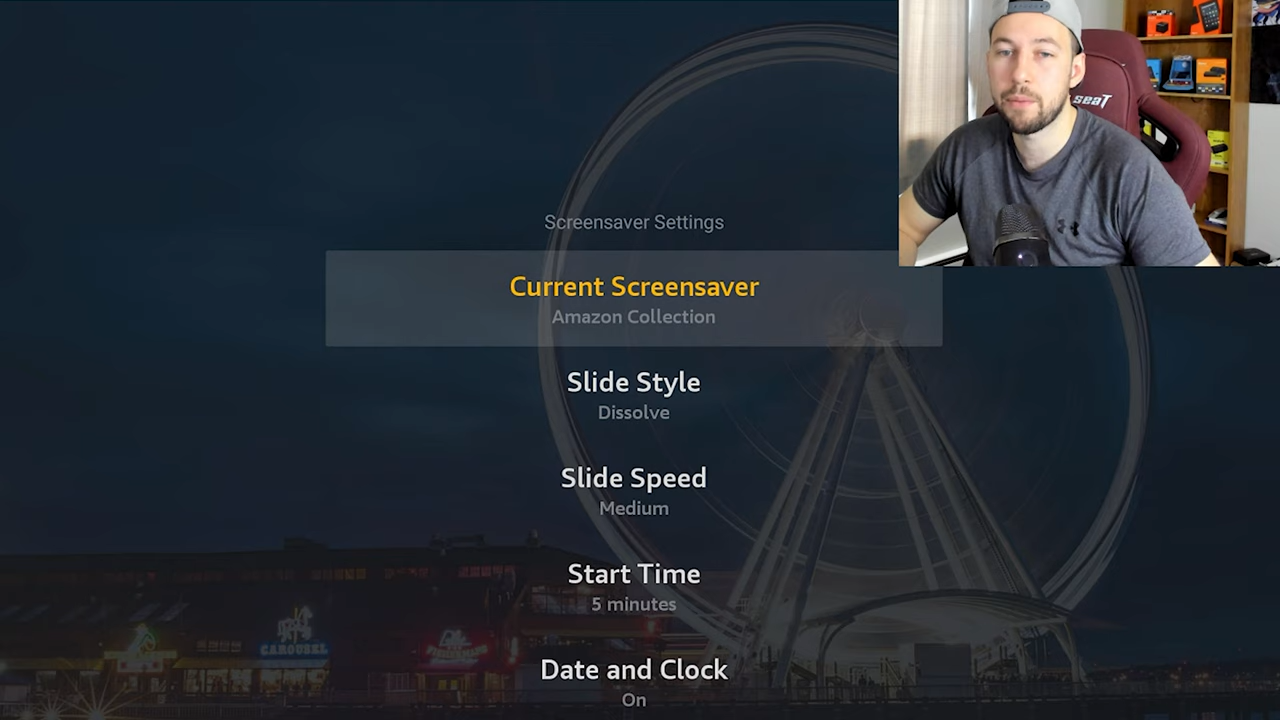 Screensaver Settings
Current Screensaver
Amazon Collection
Slide Style
Dissolve
Slide Speed
Medium
Start Time
5 minutes
Date and Clock
On
seat
CAROUSEL